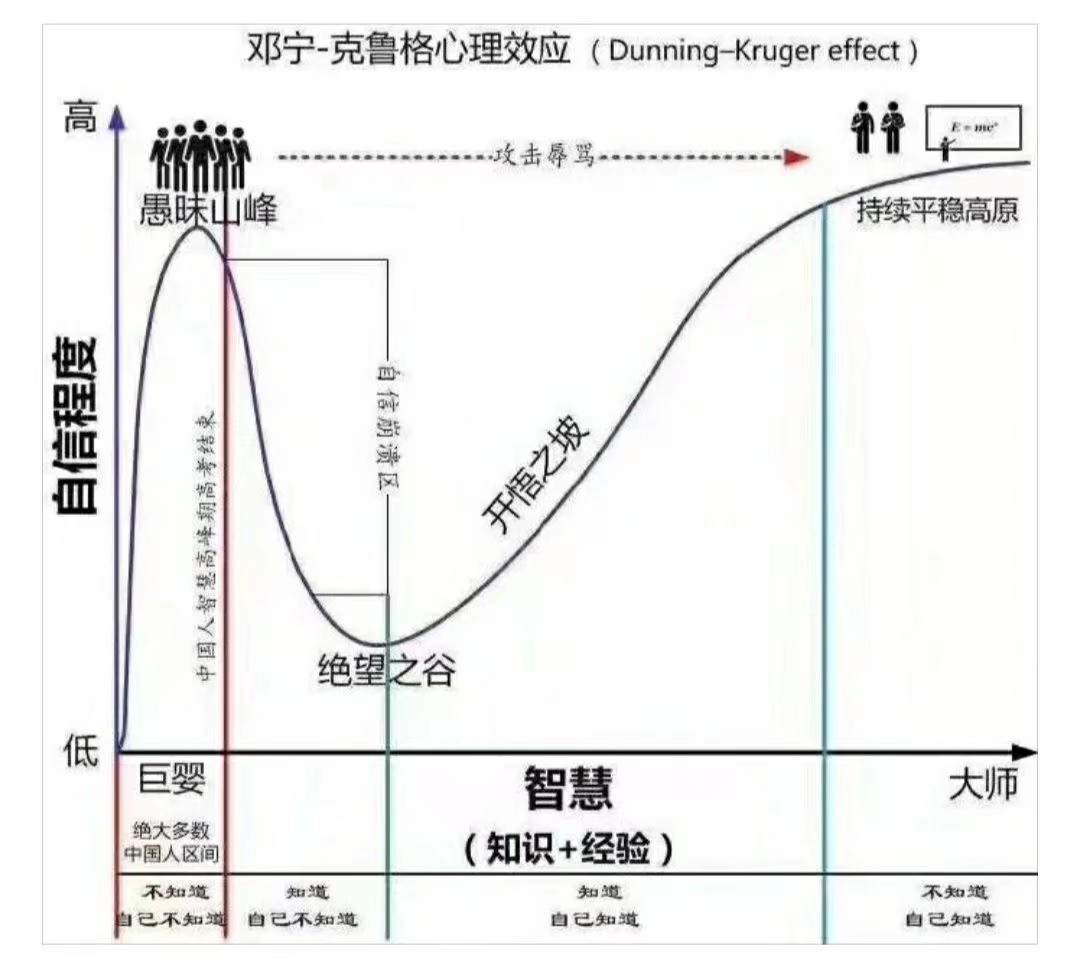 邓宁-克鲁格心理效应（Dunning–Kruger effect）
高
攻击辱骂
E = mc²
愚昧山峰
持续平稳高原
自信程度
自信崩溃区
中国人智慧高峰期高考结束
开悟之坡
绝望之谷
低
巨婴
智慧
大师
绝大多数
中国人区间
（知识+经验）
不知道
自己不知道
知道
自己不知道
知道
自己知道
不知道
自己知道